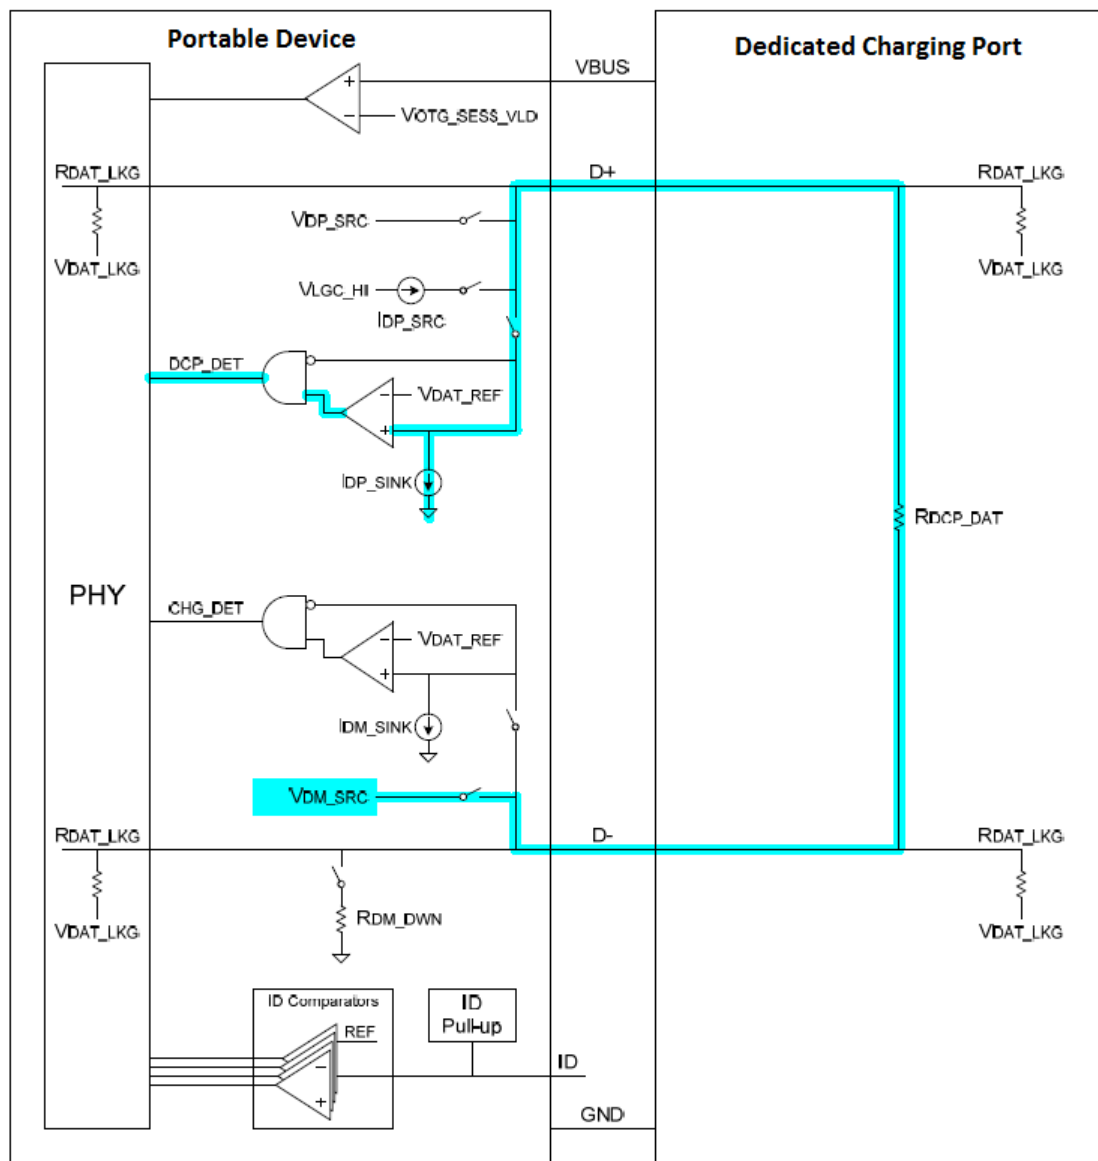 Portable Device
Dedicated Charging Port
VBUS
VOTG_SESS_VLD
RDAT_LKG
D+
RDAT_LKG
VDP_SRC
VDAT_LKG
VDAT_LKG
VLGC_HI
IDP_SRC
DCP_DET
VDAT_REF
IDP_SINK
RDCP_DAT
PHY
CHG_DET
VDAT_REF
IDM_SINK
VDM_SRC
RDAT_LKG
D-
RDAT_LKG
RDM_DWN
VDAT_LKG
VDAT_LKG
ID Comparators
REF
ID
Pull-up
ID
GND